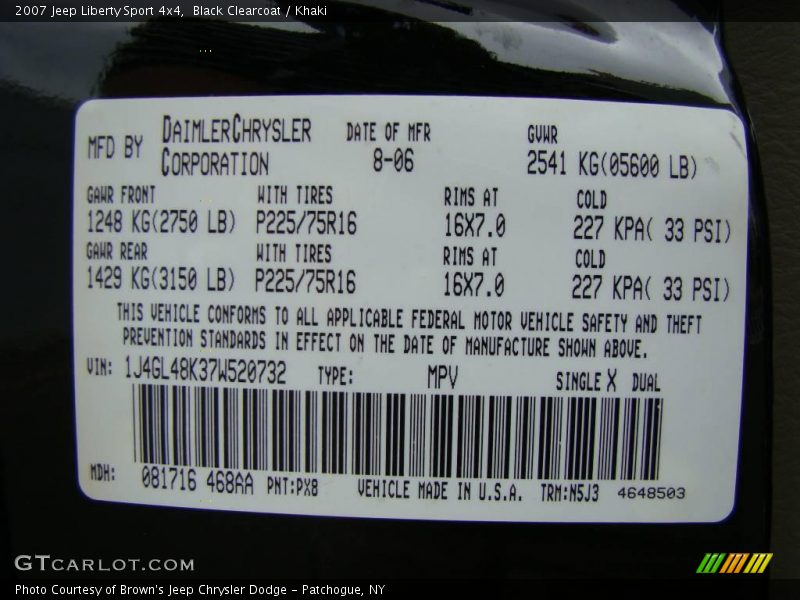 2007 Jeep Liberty Sport 4x4,  Black Clearcoat / Khaki
MFD BY DAIMLERCHRYSLER CORPORATION
DATE OF MFR 8-06
GVWR 2541 KG(05600 LB)
GAWR FRONT WITH TIRES RIMS AT COLD
1248 KG(2750 LB) P225/75R16 16X7.0 227 KPA( 33 PSI)
GAWR REAR WITH TIRES RIMS AT COLD
1429 KG(3150 LB) P225/75R16 16X7.0 227 KPA( 33 PSI)
THIS VEHICLE CONFORMS TO ALL APPLICABLE FEDERAL MOTOR VEHICLE SAFETY AND THEFT
PREVENTION STANDARDS IN EFFECT ON THE DATE OF MANUFACTURE SHOWN ABOVE.
VIN: 1J4GL48K37W520732 TYPE: MPV SINGLE X DUAL
MDH: 081716 468AA PNT:PX8 VEHICLE MADE IN U.S.A. TRM:N5J3 4648503
GTCARLOT.COM
Photo Courtesy of Brown's Jeep Chrysler Dodge - Patchogue, NY